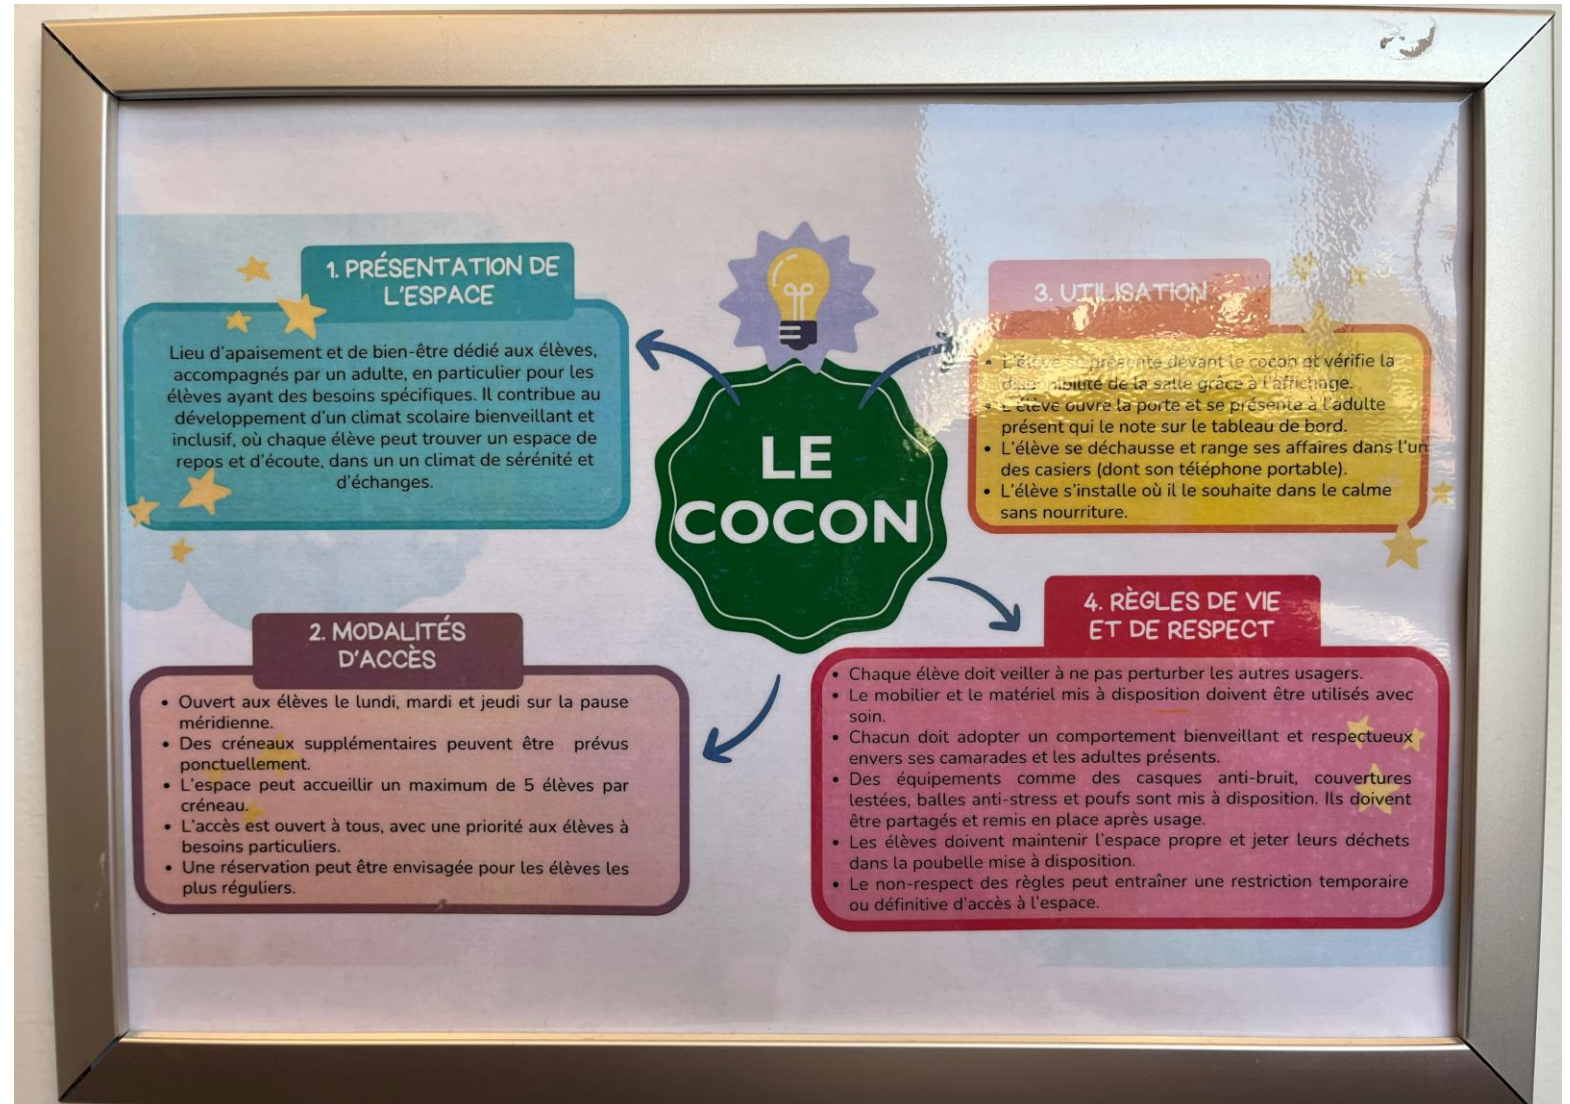 LE
COCON
1. PRÉSENTATION DE
L'ESPACE
Lieu d'apaisement et de bien-être dédié aux élèves,
accompagnés par un adulte, en particulier pour les
élèves ayant des besoins spécifiques. Il contribue au
développement d'un climat scolaire bienveillant et
inclusif, où chaque élève peut trouver un espace de
repos et d'écoute, dans un un climat de sérénité et
d'échanges.
2. MODALITÉS
D'ACCÈS
• Ouvert aux élèves le lundi, mardi et jeudi sur la pause
méridienne.
• Des créneaux supplémentaires peuvent être prévus
ponctuellement.
• L'espace peut accueillir un maximum de 5 élèves par
créneau.
• L'accès est ouvert à tous, avec une priorité aux élèves à
besoins particuliers.
• Une réservation peut être envisagée pour les élèves les
plus réguliers.
3. UTILISATION
• L'élève se présente devant le cocon et vérifie la
disponibilité de la salle grâce à l'affichage.
• L'élève ouvre la porte et se présente à l'adulte
présent qui le note sur le tableau de bord.
• L'élève se déchausse et range ses affaires dans l'un
des casiers (dont son téléphone portable).
• L'élève s'installe où il le souhaite dans le calme
sans nourriture.
4. RÈGLES DE VIE
ET DE RESPECT
• Chaque élève doit veiller à ne pas perturber les autres usagers.
• Le mobilier et le matériel mis à disposition doivent être utilisés avec
soin.
• Chacun doit adopter un comportement bienveillant et respectueux
envers ses camarades et les adultes présents.
• Des équipements comme des casques anti-bruit, couvertures
lestées, balles anti-stress et poufs sont mis à disposition. Ils doivent
être partagés et remis en place après usage.
• Les élèves doivent maintenir l'espace propre et jeter leurs déchets
dans la poubelle mise à disposition.
• Le non-respect des règles peut entraîner une restriction temporaire
ou définitive d'accès à l'espace.